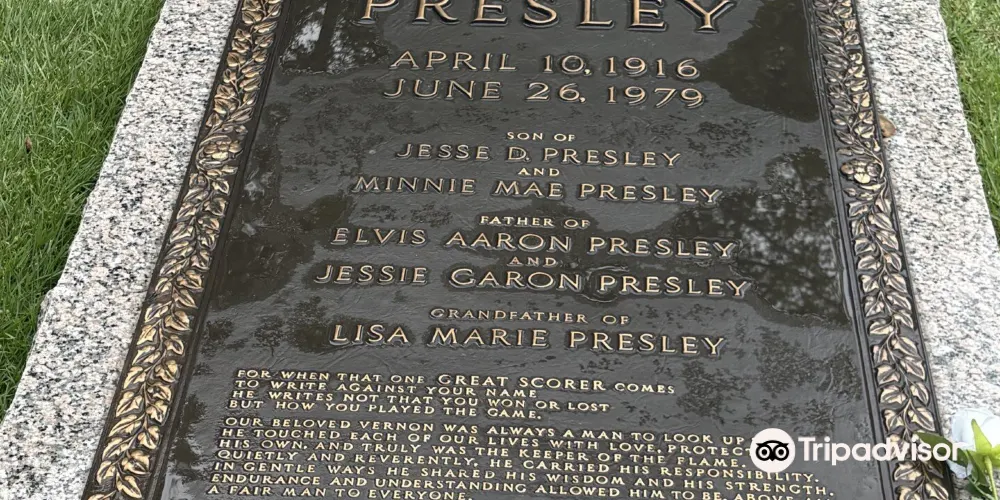 PRESLEY
APRIL 10, 1916
JUNE 26, 1979
SON OF
JESSE D. PRESLEY
AND
MINNIE MAE PRESLEY
FATHER OF
ELVIS AARON PRESLEY
AND
JESSIE GARON PRESLEY
GRANDFATHER OF
LISA MARIE PRESLEY
FOR WHEN THAT ONE GREAT SCORER COMES
TO WRITE AGAINST YOUR NAME
HE WRITES NOT THAT YOU WON OR LOST
BUT HOW YOU PLAYED THE GAME.
OUR BELOVED VERNON WAS ALWAYS A MAN TO LOOK UP
HE TOUCHED EACH OF OUR LIVES WITH LOVE, PROTECT
HIS OWN, AND TRULY WAS THE KEEPER OF THE FLAME.
QUIETLY AND REVERENTLY, HE CARRIED HIS RESPONSIBILITY.
IN GENTLE WAYS HE SHARED HIS WISDOM AND HIS STRENGTH.
ENDURANCE AND UNDERSTANDING ALLOWED HIM TO BE, ABOVE
A FAIR MAN TO EVERYONE.
Tripadvisor